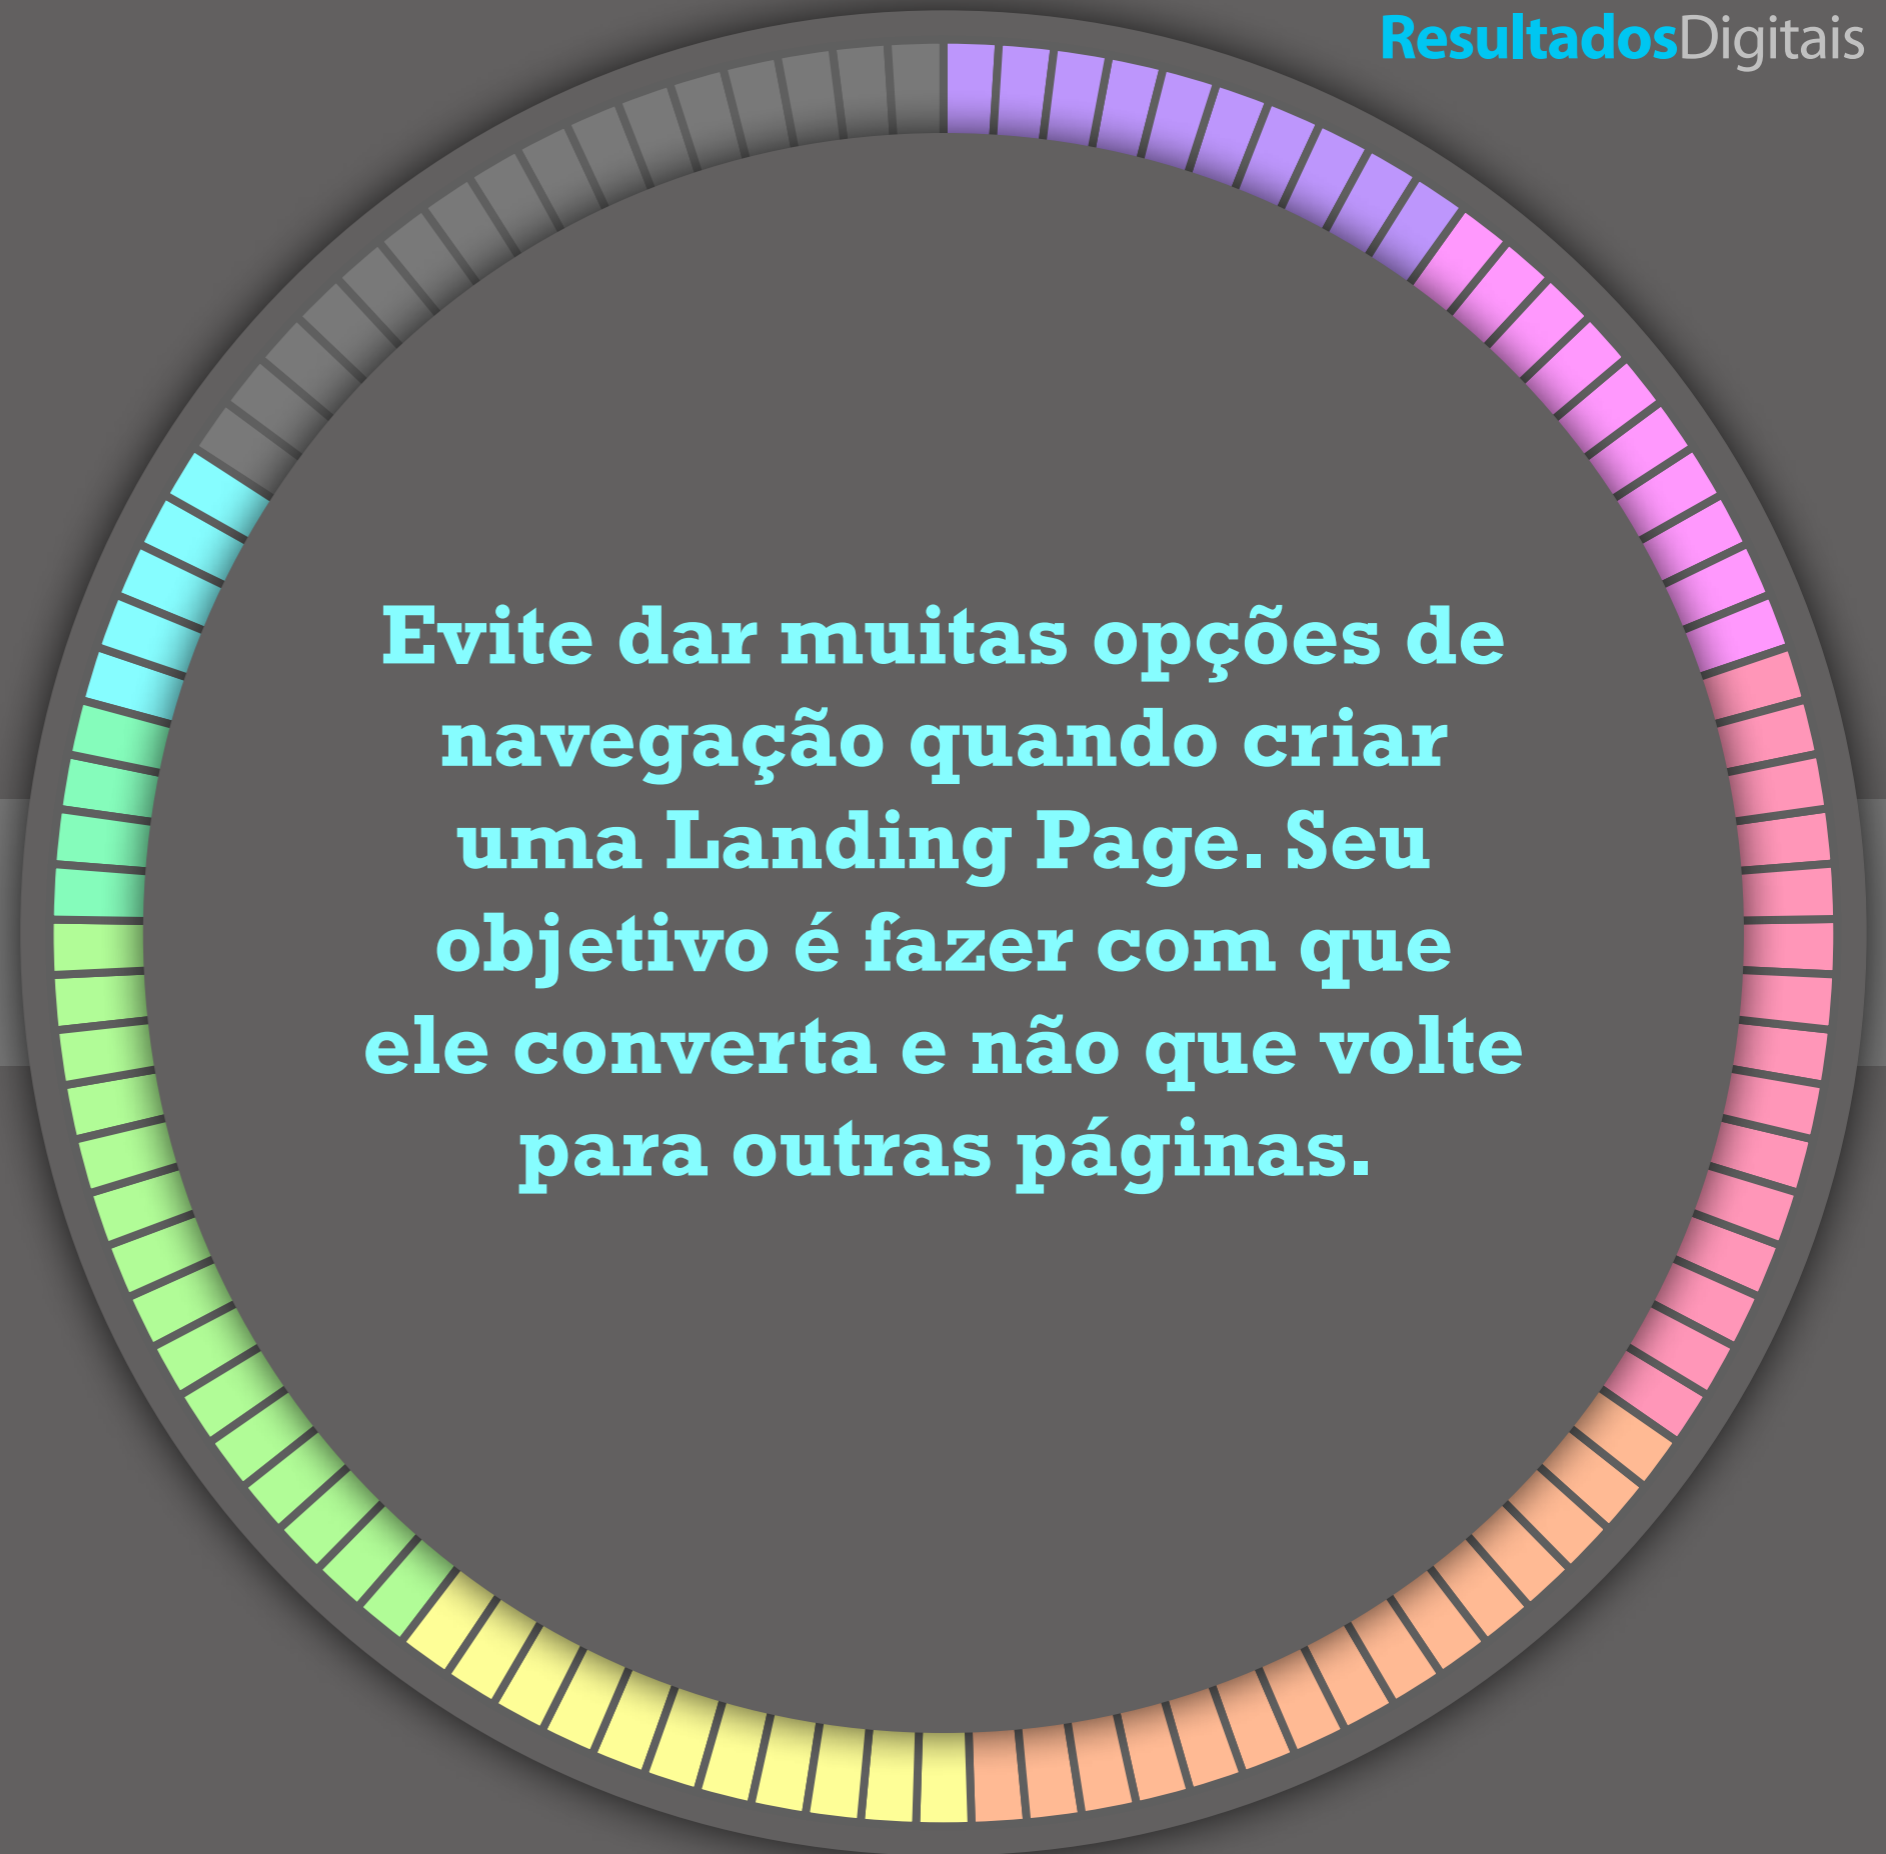 ResultadosDigitais
Evite dar muitas opções de
navegação quando criar
uma Landing Page. Seu
objetivo é fazer com que
ele converta e não que volte
para outras páginas.